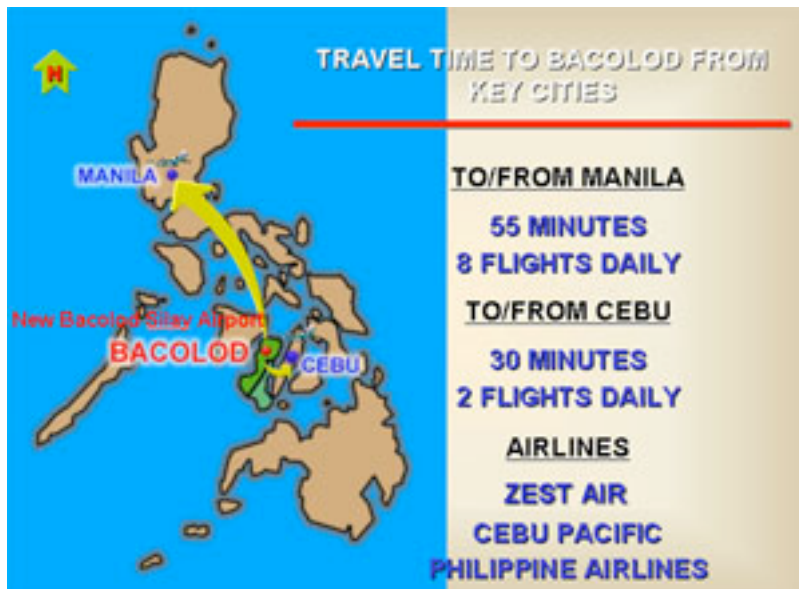 N
TRAVEL TIME TO BACOLOD FROM
KEY CITIES
MANILA
New Bacolod Silay Airport
BACOLOD
CEBU
TO/FROM MANILA
55 MINUTES
8 FLIGHTS DAILY
TO/FROM CEBU
30 MINUTES
2 FLIGHTS DAILY
AIRLINES
ZEST AIR
CEBU PACIFIC
PHILIPPINE AIRLINES